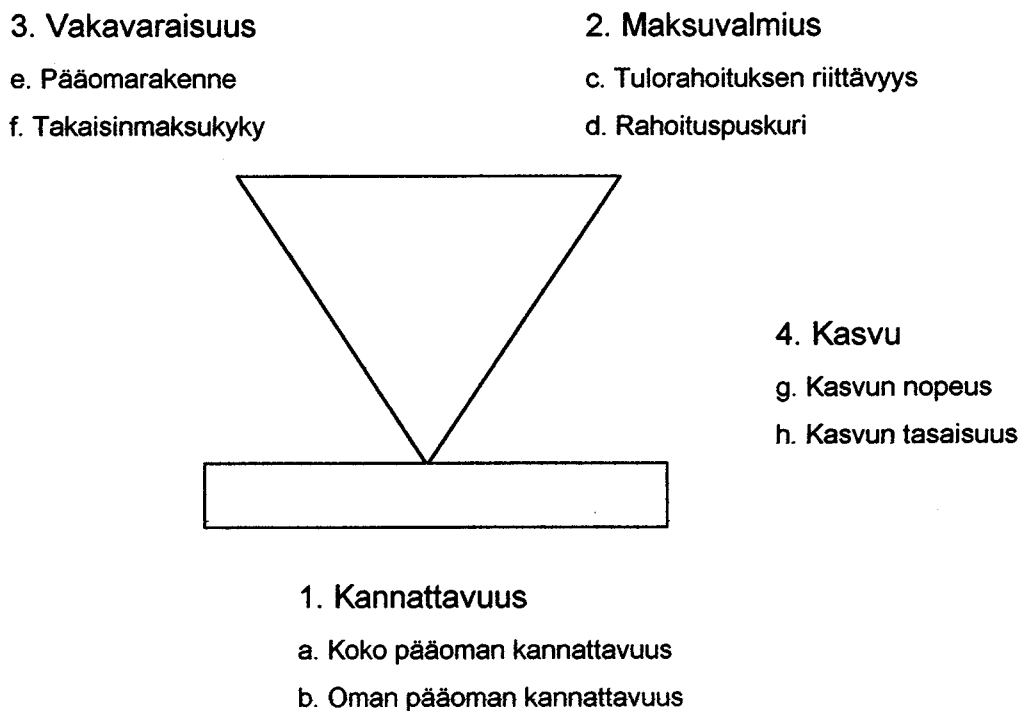 3. Vakavaraisuus
e. Pääomarakenne
f. Takaisinmaksukyky
2. Maksuvalmius
c. Tulorahoituksen riittävyys
d. Rahoituspuskuri
4. Kasvu
g. Kasvun nopeus
h. Kasvun tasaisuus
1. Kannattavuus
a. Koko pääoman kannattavuus
b. Oman pääoman kannattavuus